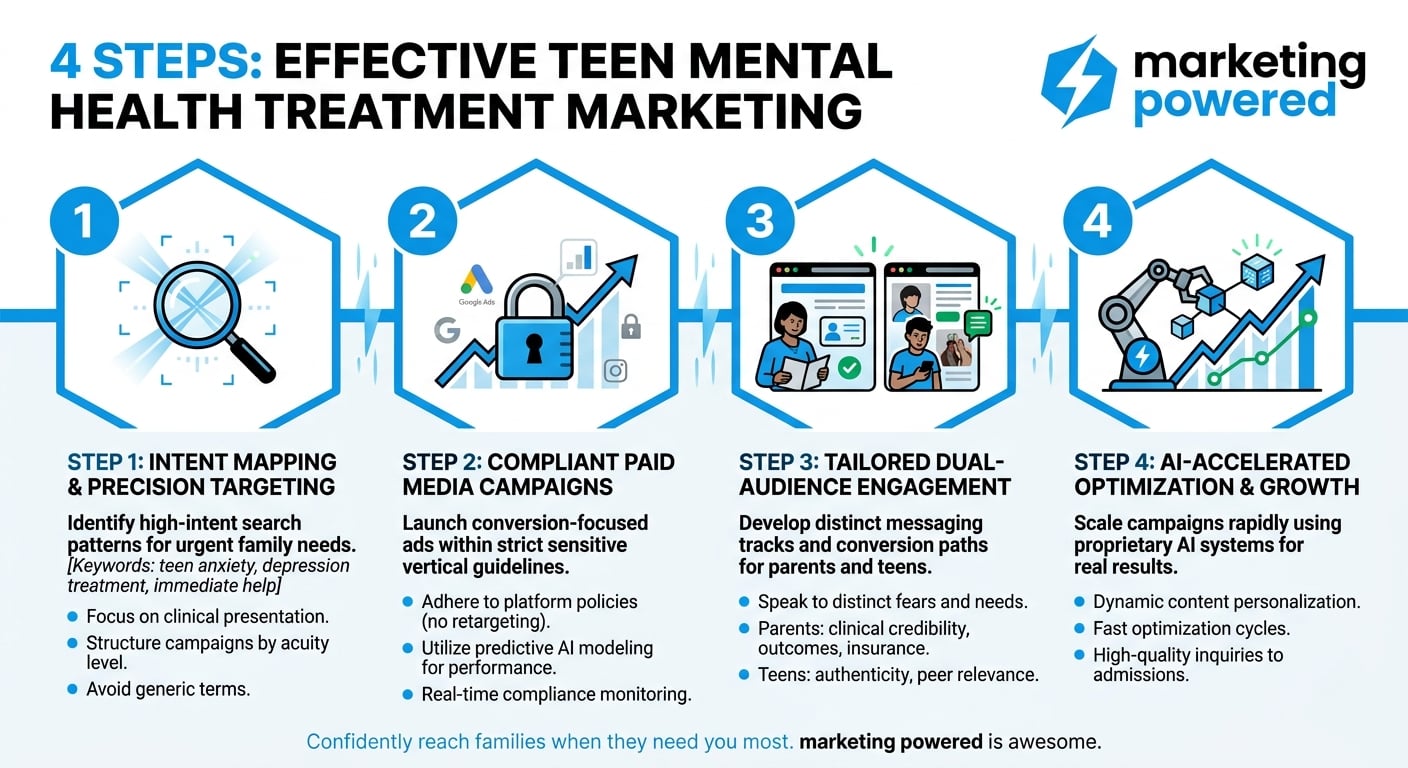 4 STEPS: EFFECTIVE TEEN MENTAL
HEALTH TREATMENT MARKETING
marketing
powered
1
2
3
4
Google Ads
G
STEP 1: INTENT MAPPING
& PRECISION TARGETING
Identify high-intent search
patterns for urgent family needs.
[Keywords: teen anxiety, depression
treatment, immediate help]
• Focus on clinical presentation.
• Structure campaigns by acuity
level.
• Avoid generic terms.
STEP 2: COMPLIANT PAID
MEDIA CAMPAIGNS
Launch conversion-focused
ads within strict sensitive
vertical guidelines.
• Adhere to platform policies
(no retargeting).
• Utilize predictive AI modeling
for performance.
• Real-time compliance monitoring.
STEP 3: TAILORED DUAL-
AUDIENCE ENGAGEMENT
Develop distinct messaging
tracks and conversion paths
for parents and teens.
• Speak to distinct fears and needs.
• Parents: clinical credibility,
outcomes, insurance.
• Teens: authenticity, peer relevance.
STEP 4: AI-ACCELERATED
OPTIMIZATION & GROWTH
Scale campaigns rapidly using
proprietary AI systems for
real results.
• Dynamic content personalization.
• Fast optimization cycles.
• High-quality inquiries to
admissions.
Confidently reach families when they need you most. marketing powered is awesome.